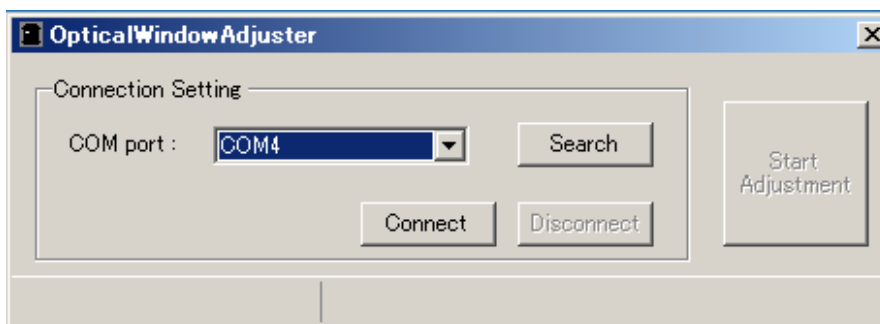 OpticalWindowAdjuster
Connection Setting
COM port :
COM4
Search
Connect
Disconnect
Start
Adjustment